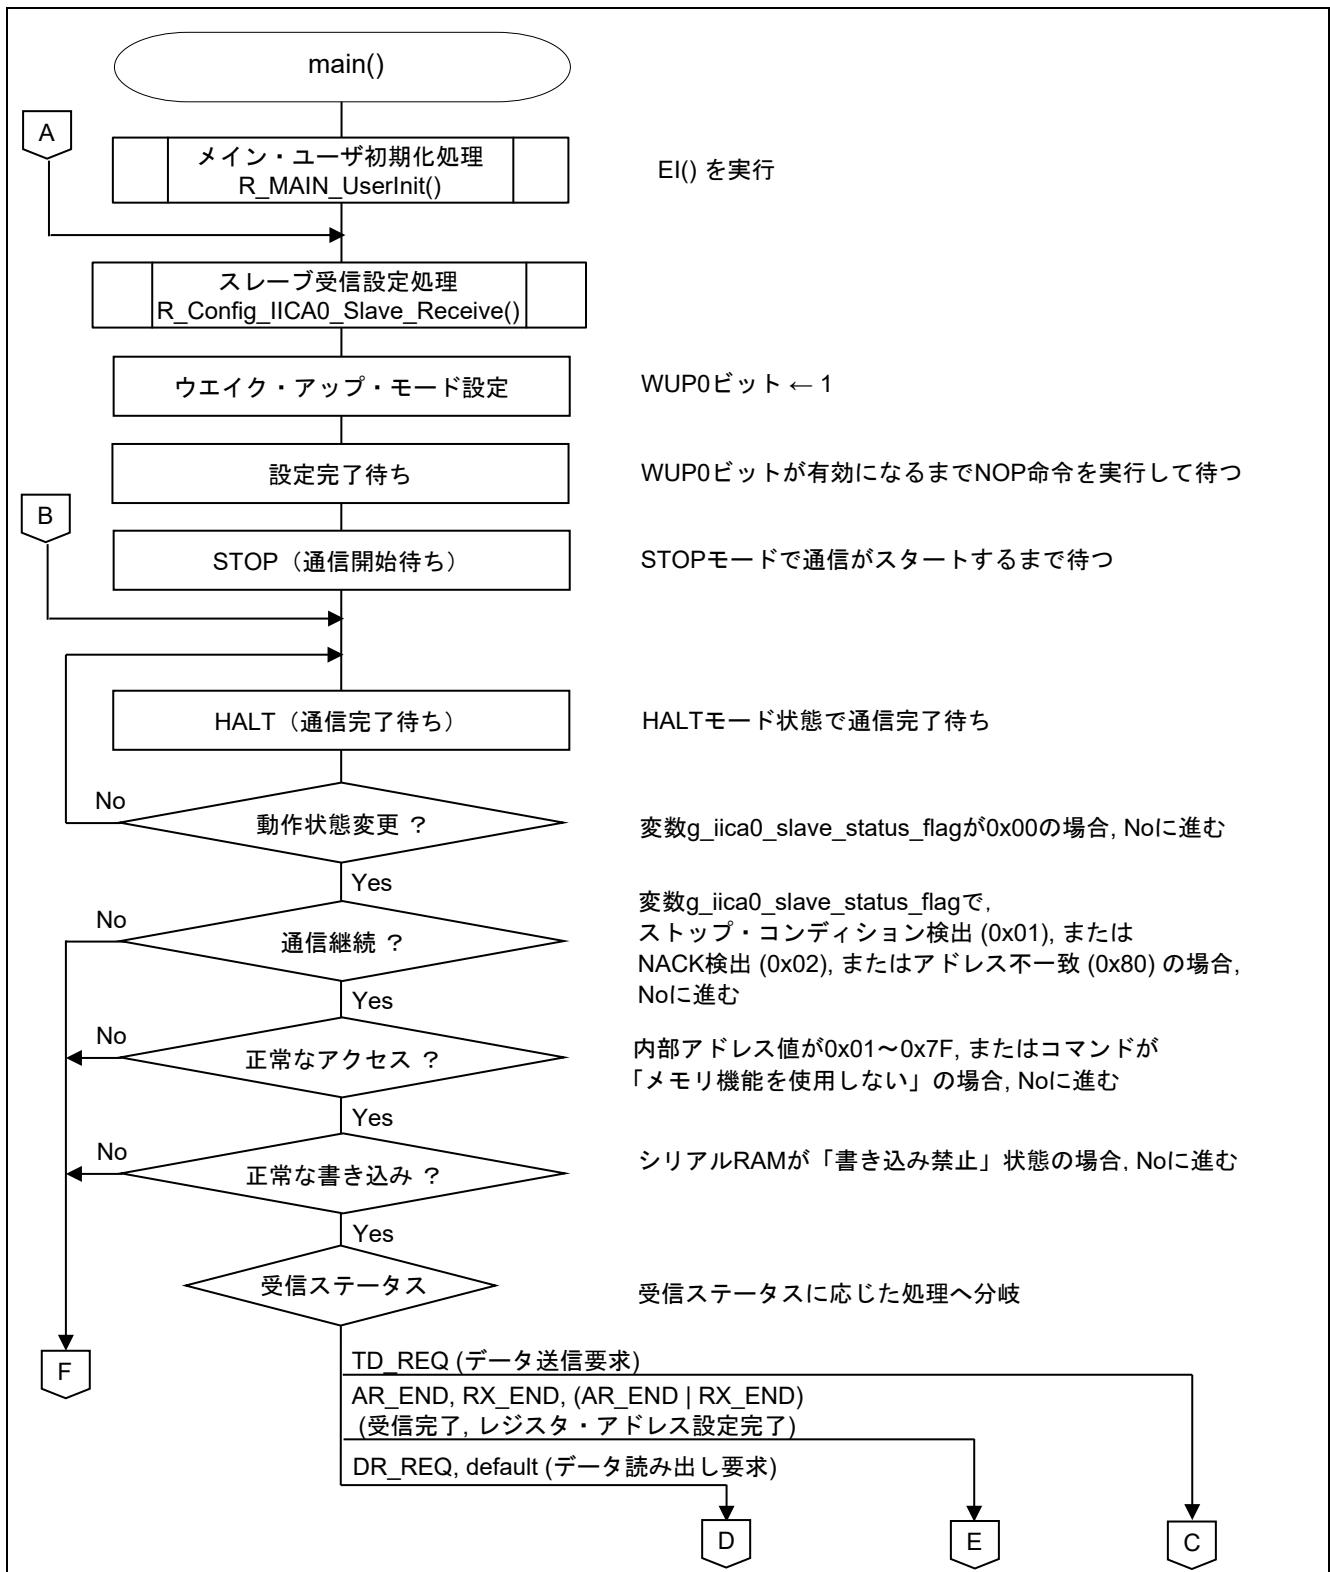 main()
A
メイン・ユーザ初期化処理
R_MAIN_UserInit()
EI() を実行
スレーブ受信設定処理
R_Config_IICA0_Slave_Receive()
ウエイク・アップ・モード設定
WUP0ビット ← 1
設定完了待ち
WUP0ビットが有効になるまでNOP命令を実行して待つ
B
STOP（通信開始待ち）
STOPモードで通信がスタートするまで待つ
HALT（通信完了待ち）
HALTモード状態で通信完了待ち
No
動作状態変更 ？
変数g_iica0_slave_status_flagが0x00の場合, Noに進む
Yes
No
通信継続 ？
変数g_iica0_slave_status_flagで,
ストップ・コンディション検出 (0x01), または
NACK検出 (0x02), またはアドレス不一致 (0x80) の場合,
Noに進む
Yes
No
正常なアクセス ？
内部アドレス値が0x01～0x7F, またはコマンドが
「メモリ機能を使用しない」の場合, Noに進む
Yes
No
正常な書き込み ？
シリアルRAMが「書き込み禁止」状態の場合, Noに進む
Yes
受信ステータス
受信ステータスに応じた処理へ分岐
F
TD_REQ (データ送信要求)
AR_END, RX_END, (AR_END | RX_END)
(受信完了, レジスタ・アドレス設定完了)
DR_REQ, default (データ読み出し要求)
D
E
C